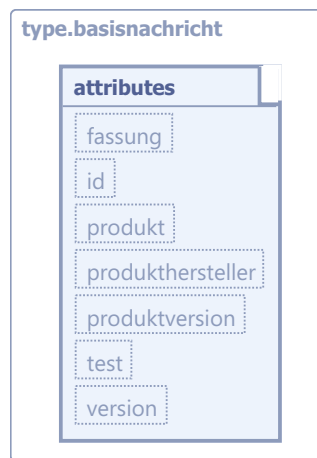 type.basisnachricht
attributes
fassung
id
produkt
produkthersteller
produktversion
test
version